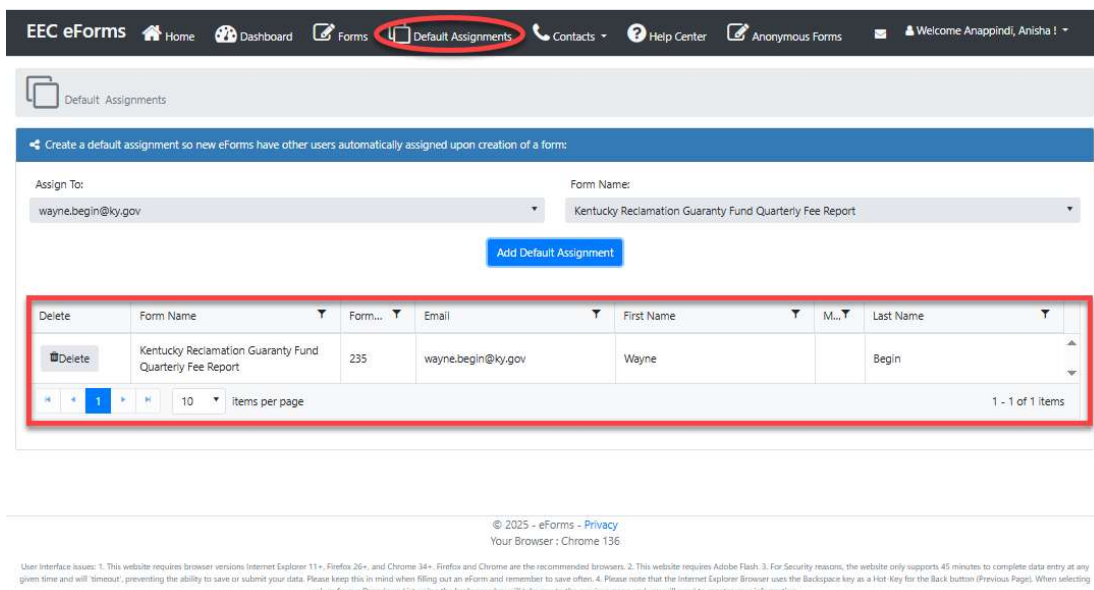 EEC eForms Home Dashboard Forms Default Assignments Contacts Help Center Anonymous Forms Welcome Anappindi, Anisha !
Default Assignments
Create a default assignment so new eForms have other users automatically assigned upon creation of a form:
Assign To: Form Name:
wayne.begin@ky.gov Kentucky Reclamation Guaranty Fund Quarterly Fee Report
Add Default Assignment
Delete Form Name Form... Email First Name M... Last Name
Delete Kentucky Reclamation Guaranty Fund 235 wayne.begin@ky.gov Wayne Begin
Quarterly Fee Report
1 10 items per page 1 - 1 of 1 items
© 2025 - eForms - Privacy
Your Browser : Chrome 136
User Interface issues: 1. This website requires browser versions Internet Explorer 11+, Firefox 26+, and Chrome 34+. Firefox and Chrome are the recommended browsers. 2. This website requires Adobe Flash. 3. For Security reasons, the website only supports 45 minutes to complete data entry at any
given time and will 'timeout', preventing the ability to save or submit your data. Please keep this in mind when filling out an eForm and remember to save often. 4. Please note that the Internet Explorer Browser uses the Backspace key as a Hot-Key for the Back button (Previous Page). When selecting